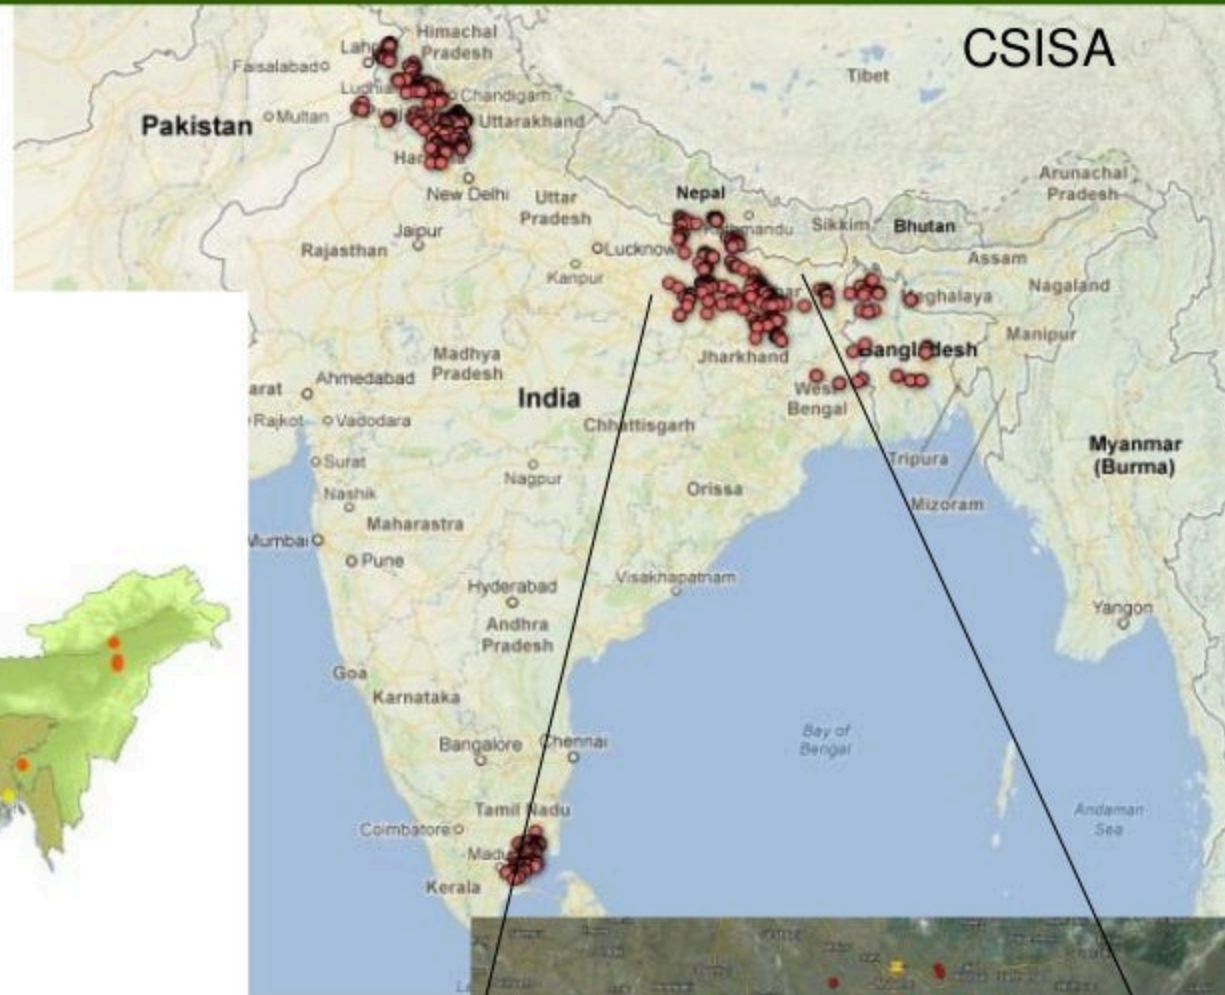 CSISA
Himachal
Pradesh
Faisalabad
Tibet
Chandigarh
Pakistan
Multan
Uttarakhand
New Delhi
Uttar
Pradesh
Nepal
Arunachal
Pradesh
Jaipur
Rajasthan
Lucknow
Sikkim
Bhutan
Assam
Kanpur
Nagaland
Meghalaya
Manipur
Madhya
Pradesh
Jharkhand
Bangladesh
arat
Ahmedabad
India
West
Bengal
Rajkot
Vadodara
Chhattisgarh
Myanmar
(Burma)
Surat
Nagpur
Tripura
Nashik
Orissa
Mizoram
Maharastra
Mumbai
Pune
Hyderabad
Visakhapatnam
Andhra
Pradesh
Yangon
Goa
Karnataka
Bangalore
Chennai
Bay of
Bengal
Tamil Nadu
Coimbatore
Andaman
Sea
Madu
Kerala